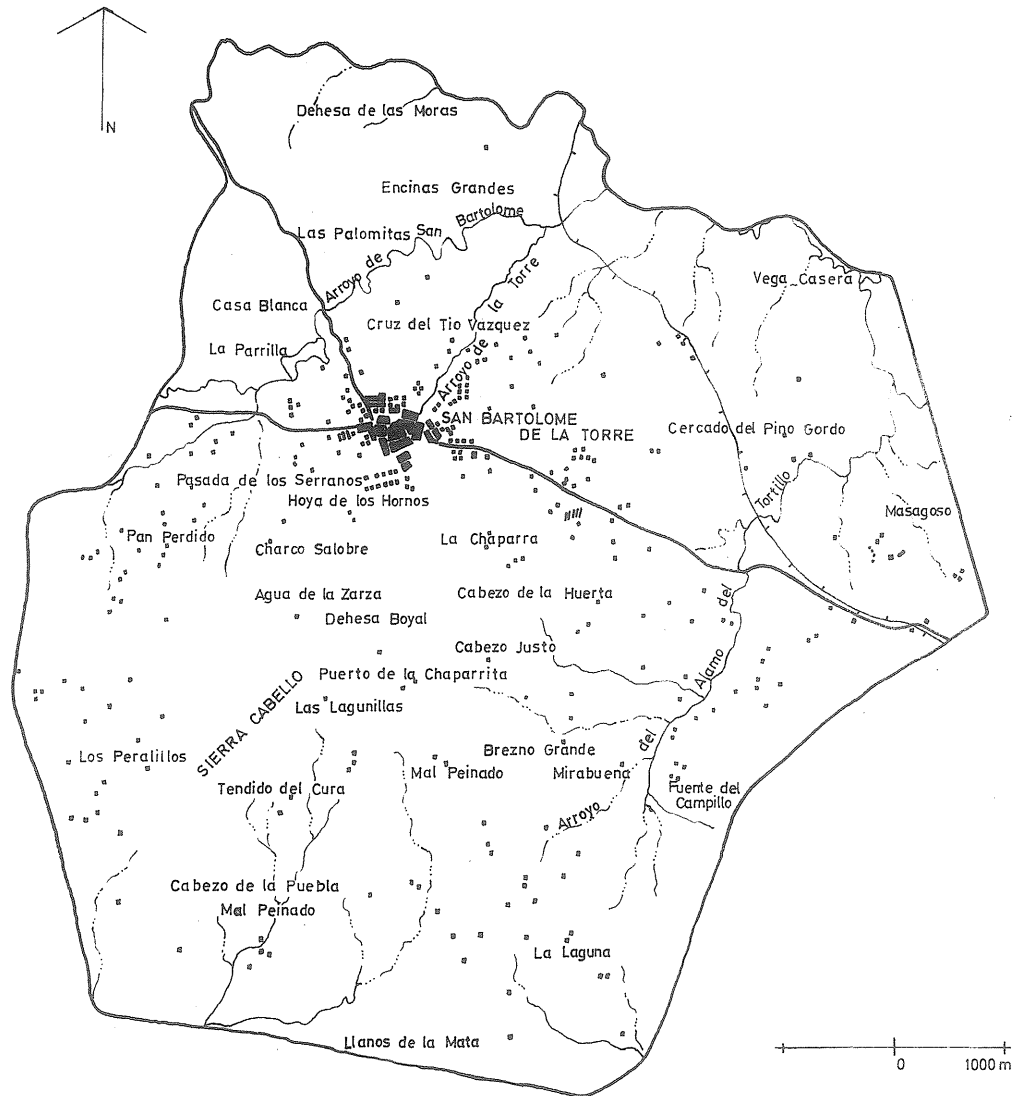 N
Dehesa de las Moras
Encinas Grandes
Las Palomitas
Arroyo de San Bartolome
Casa Blanca
Cruz del Tio Vazquez
Arroyo de la Torre
Vega Casera
La Parrilla
SAN BARTOLOME
DE LA TORRE
Cercado del Pino Gordo
Pasada de los Serranos
Hoya de los Hornos
Tortillo
Masagoso
Pan Perdido
Charco Salobre
La Chaparra
Agua de la Zarza
Cabezo de la Huerta
Dehesa Boyal
Cabezo Justo
Puerto de la Chaparrita
Las Lagunillas
SIERRA CABELLO
Arroyo del Alamo del
Los Peralillos
Brezno Grande
Mal Peinado
Mirabuena
Tendido del Cura
Fuente del
Campillo
Cabezo de la Puebla
Mal Peinado
La Laguna
Llanos de la Mata
0 1000 m